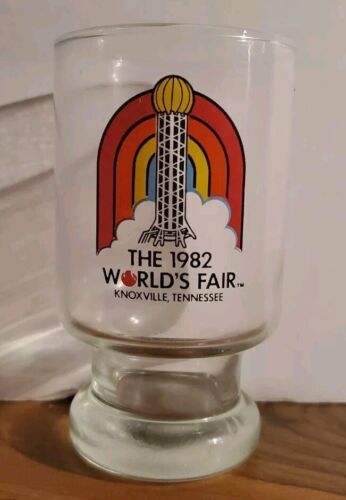 THE 1982
WORLD'S FAIR™
KNOXVILLE, TENNESSEE